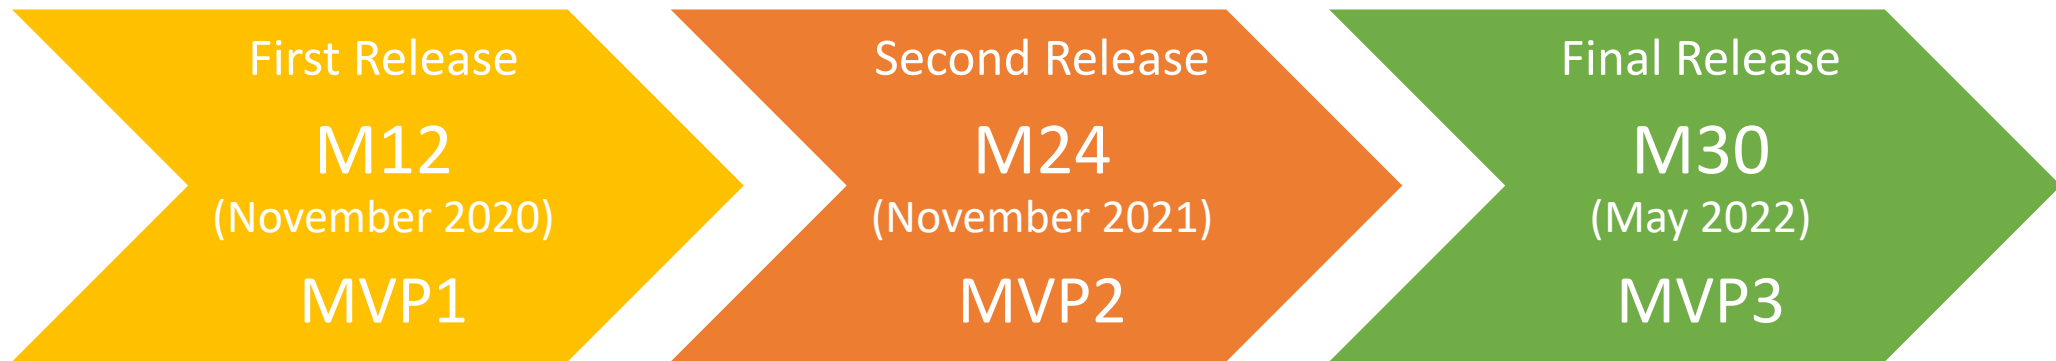 First Release
M12
(November 2020)
MVP1
Second Release
M24
(November 2021)
MVP2
Final Release
M30
(May 2022)
MVP3